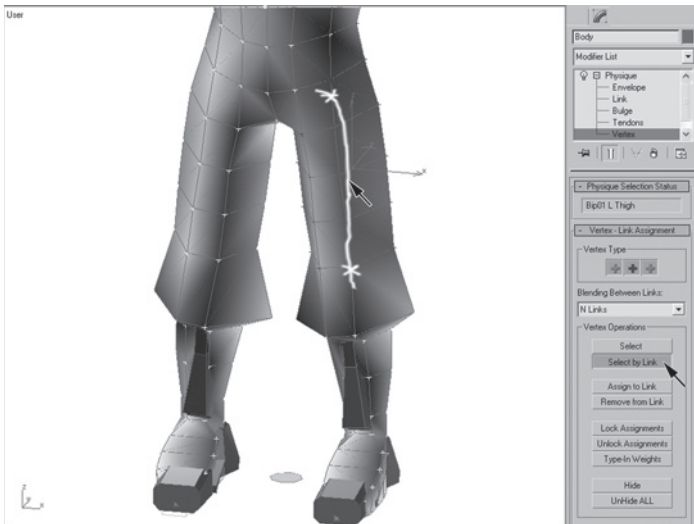 User
Body
Modifier List
Physique
Envelope
Link
Bulge
Tendons
Vertex
- Physique Selection Status
Bip01 L Thigh
- Vertex - Link Assignment
Vertex Type
Blending Between Links:
N Links
Vertex Operations
Select
Select by Link
Assign to Link
Remove from Link
Lock Assignments
Unlock Assignments
Type-In Weights
Hide
UnHide ALL
x
z
y
x